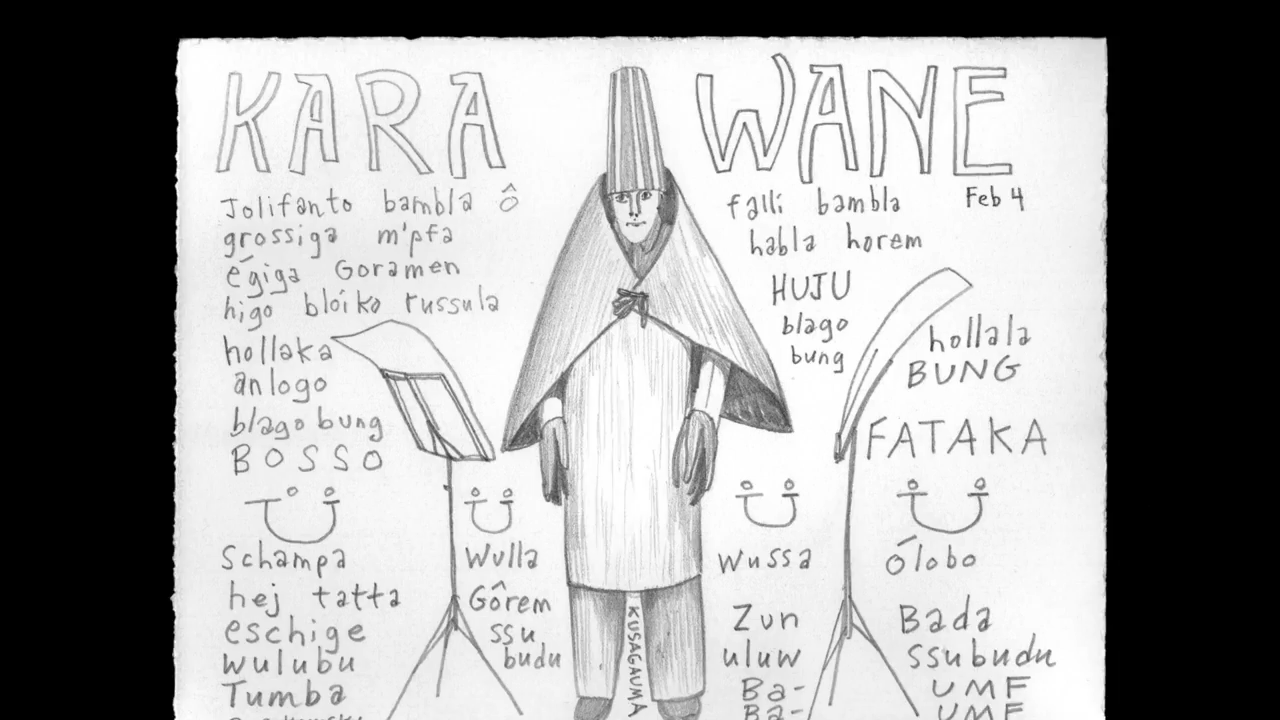 KARA WANE
Jolifanto bambla ô
grossiga m'pfa
égiga Goramen
higo bloiko russula
hollaka
anlogo
blago bung
BOSSO
Feb 4
falli bambla
habla horem
HUJU
blago
bung
hollala
BUNG
FATAKA
Ü Ü Ü Ü
Schampa
hej tatta
eschige
wulubu
Tumba
Wulla
Gôrem
ssu
budu
KUSAGAUMA
Wussa
Zun
uluw
Ba-
Ba-
Ólobo
Bada
ssubudu
UMF
UMF